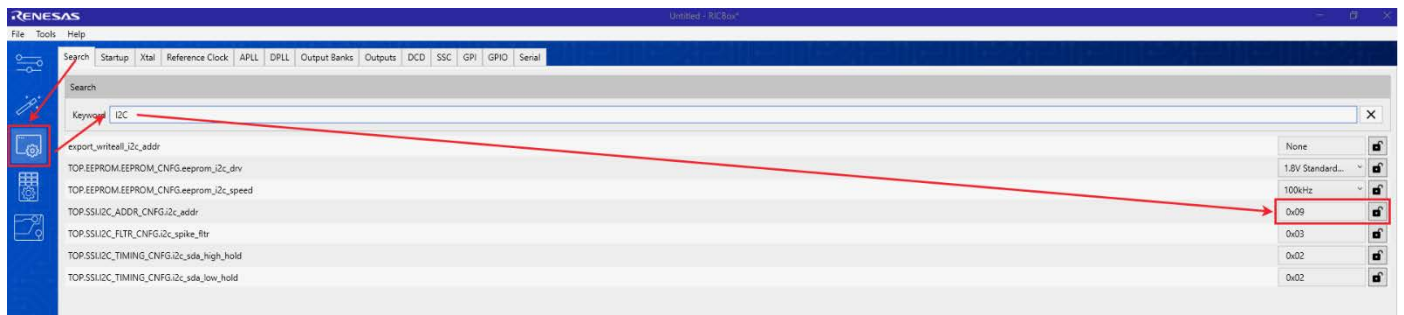 RENESAS
Untitled - RICBox*
File Tools Help
Search Startup Xtal Reference Clock APLL DPLL Output Banks Outputs DCD SSC GPI GPIO Serial
Search
Keyword I2C
export_writeall_i2c_addr None
TOP.EEPROM.EEPROM_CNFG.eeprom_i2c_drv 1.8V Standard...
TOP.EEPROM.EEPROM_CNFG.eeprom_i2c_speed 100kHz
TOP.SSI.I2C_ADDR_CNFG.i2c_addr 0x09
TOP.SSI.I2C_FLTR_CNFG.i2c_spike_fltr 0x03
TOP.SSI.I2C_TIMING_CNFG.i2c_sda_high_hold 0x02
TOP.SSI.I2C_TIMING_CNFG.i2c_sda_low_hold 0x02